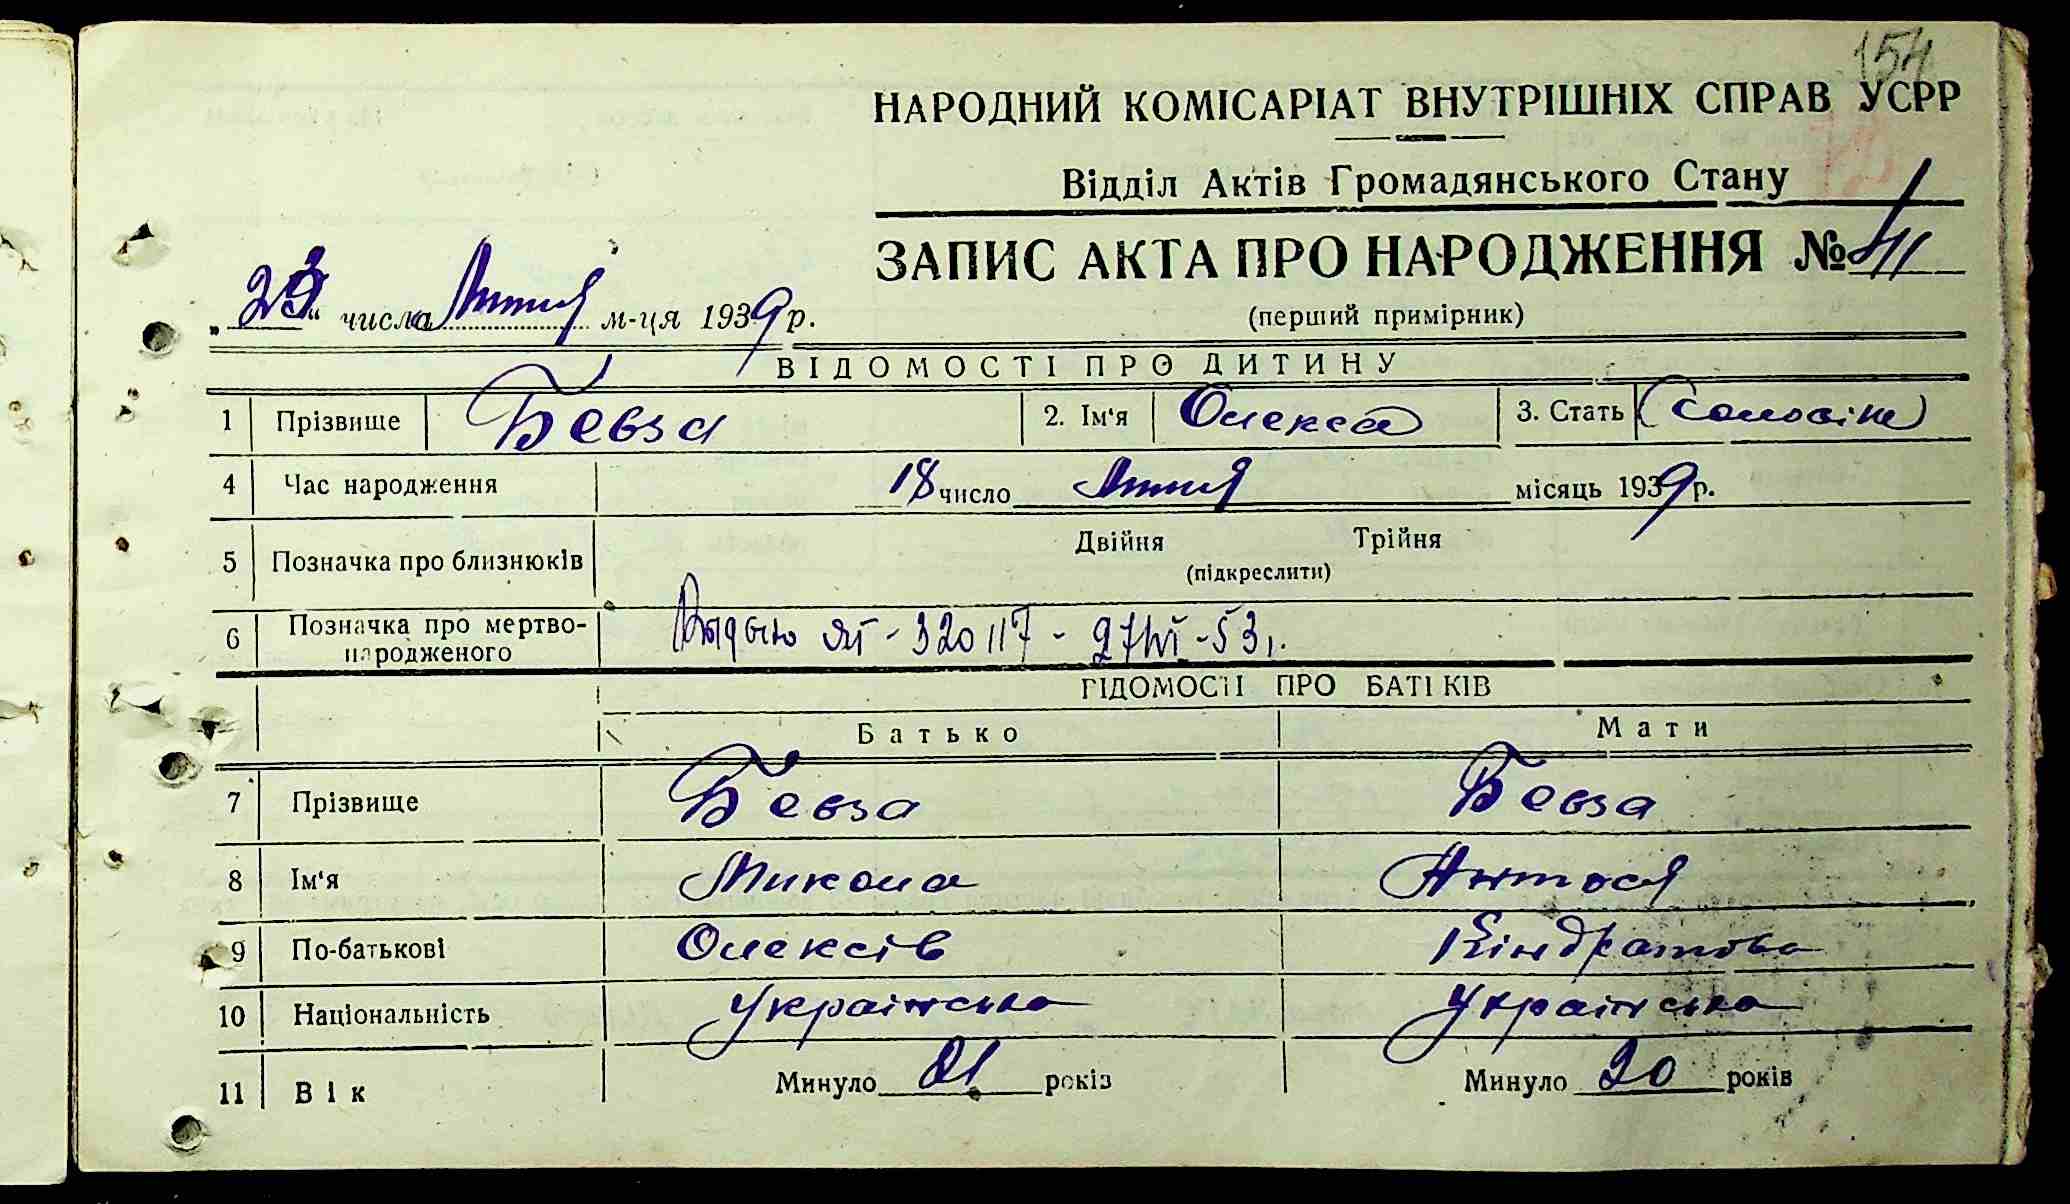 154
НАРОДНИЙ КОМІСАРІАТ ВНУТРІШНІХ СПРАВ УСРР
Відділ Актів Громадянського Стану
ЗАПИС АКТА ПРО НАРОДЖЕННЯ №
(перший примірник)
„ " числа м-ця 1939 р.
ВІДОМОСТІ ПРО ДИТИНУ
1 Прізвище Бевза 2. Ім'я Олекса 3. Стать
4 Час народження 18 число місяць 1939 р.
5 Позначка про близнюків Двійня Трійня
(підкреслити)
6 Позначка про мертво-
народженого 320117 - 27
ВІДОМОСТІ ПРО БАТЬКІВ
Батько Мати
7 Прізвище Бевза Бевза
8 Ім'я Микола Антося
9 По-батькові Олексів Кіндратова
10 Національність Українська Українська
11 Вік Минуло 21 років Минуло 20 років